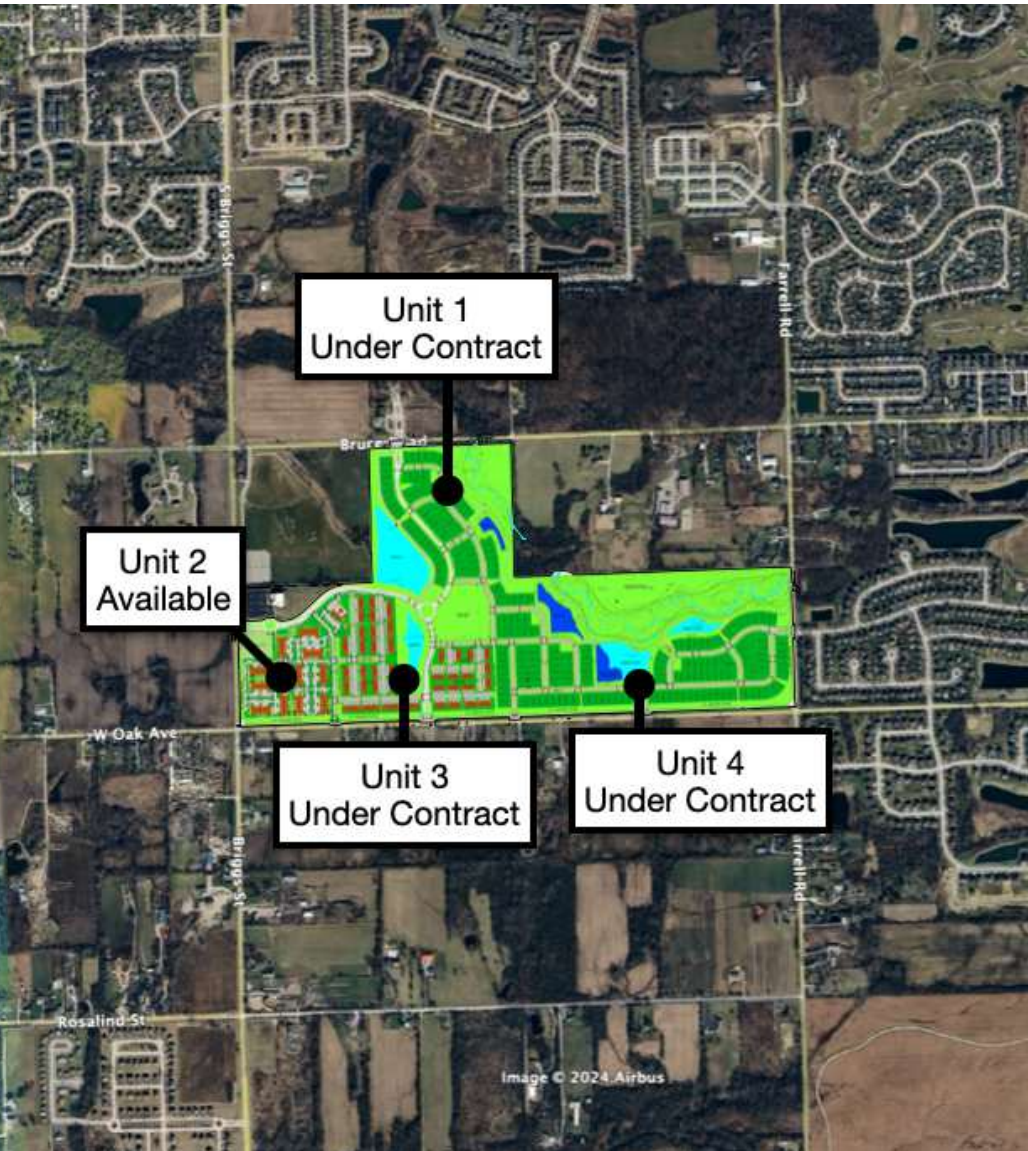 S Briggs St
Farrell Rd
Unit 1
Under Contract
Unit 2
Available
W Oak Ave
Unit 3
Under Contract
Unit 4
Under Contract
Briggs St
Rosalind St
Image © 2024 Airbus